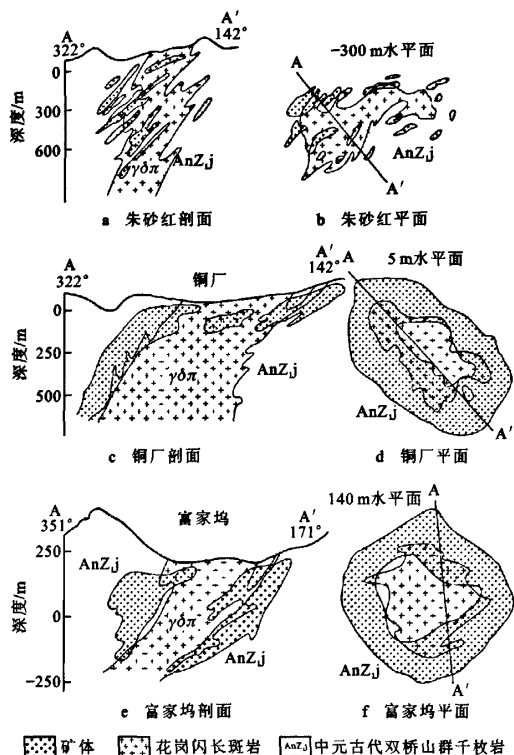 A
322°
A′
142°
0
300
600
深度/m
γδπ
AnZ₁j
a 朱砂红剖面
-300 m水平面
A
AnZ₁j
A′
b 朱砂红平面
A
322°
铜厂
A′
142°
0
250
500
深度/m
γδπ
AnZ₁j
c 铜厂剖面
5 m水平面
A
AnZ₁j
A′
d 铜厂平面
A
351°
富家坞
A′
171°
250
0
-250
深度/m
AnZ₁j
γδπ
AnZ₁j
e 富家坞剖面
140 m水平面
A
AnZ₁j
A′
f 富家坞平面
矿体 花岗闪长斑岩 AnZ₁j 中元古代双桥山群千枚岩